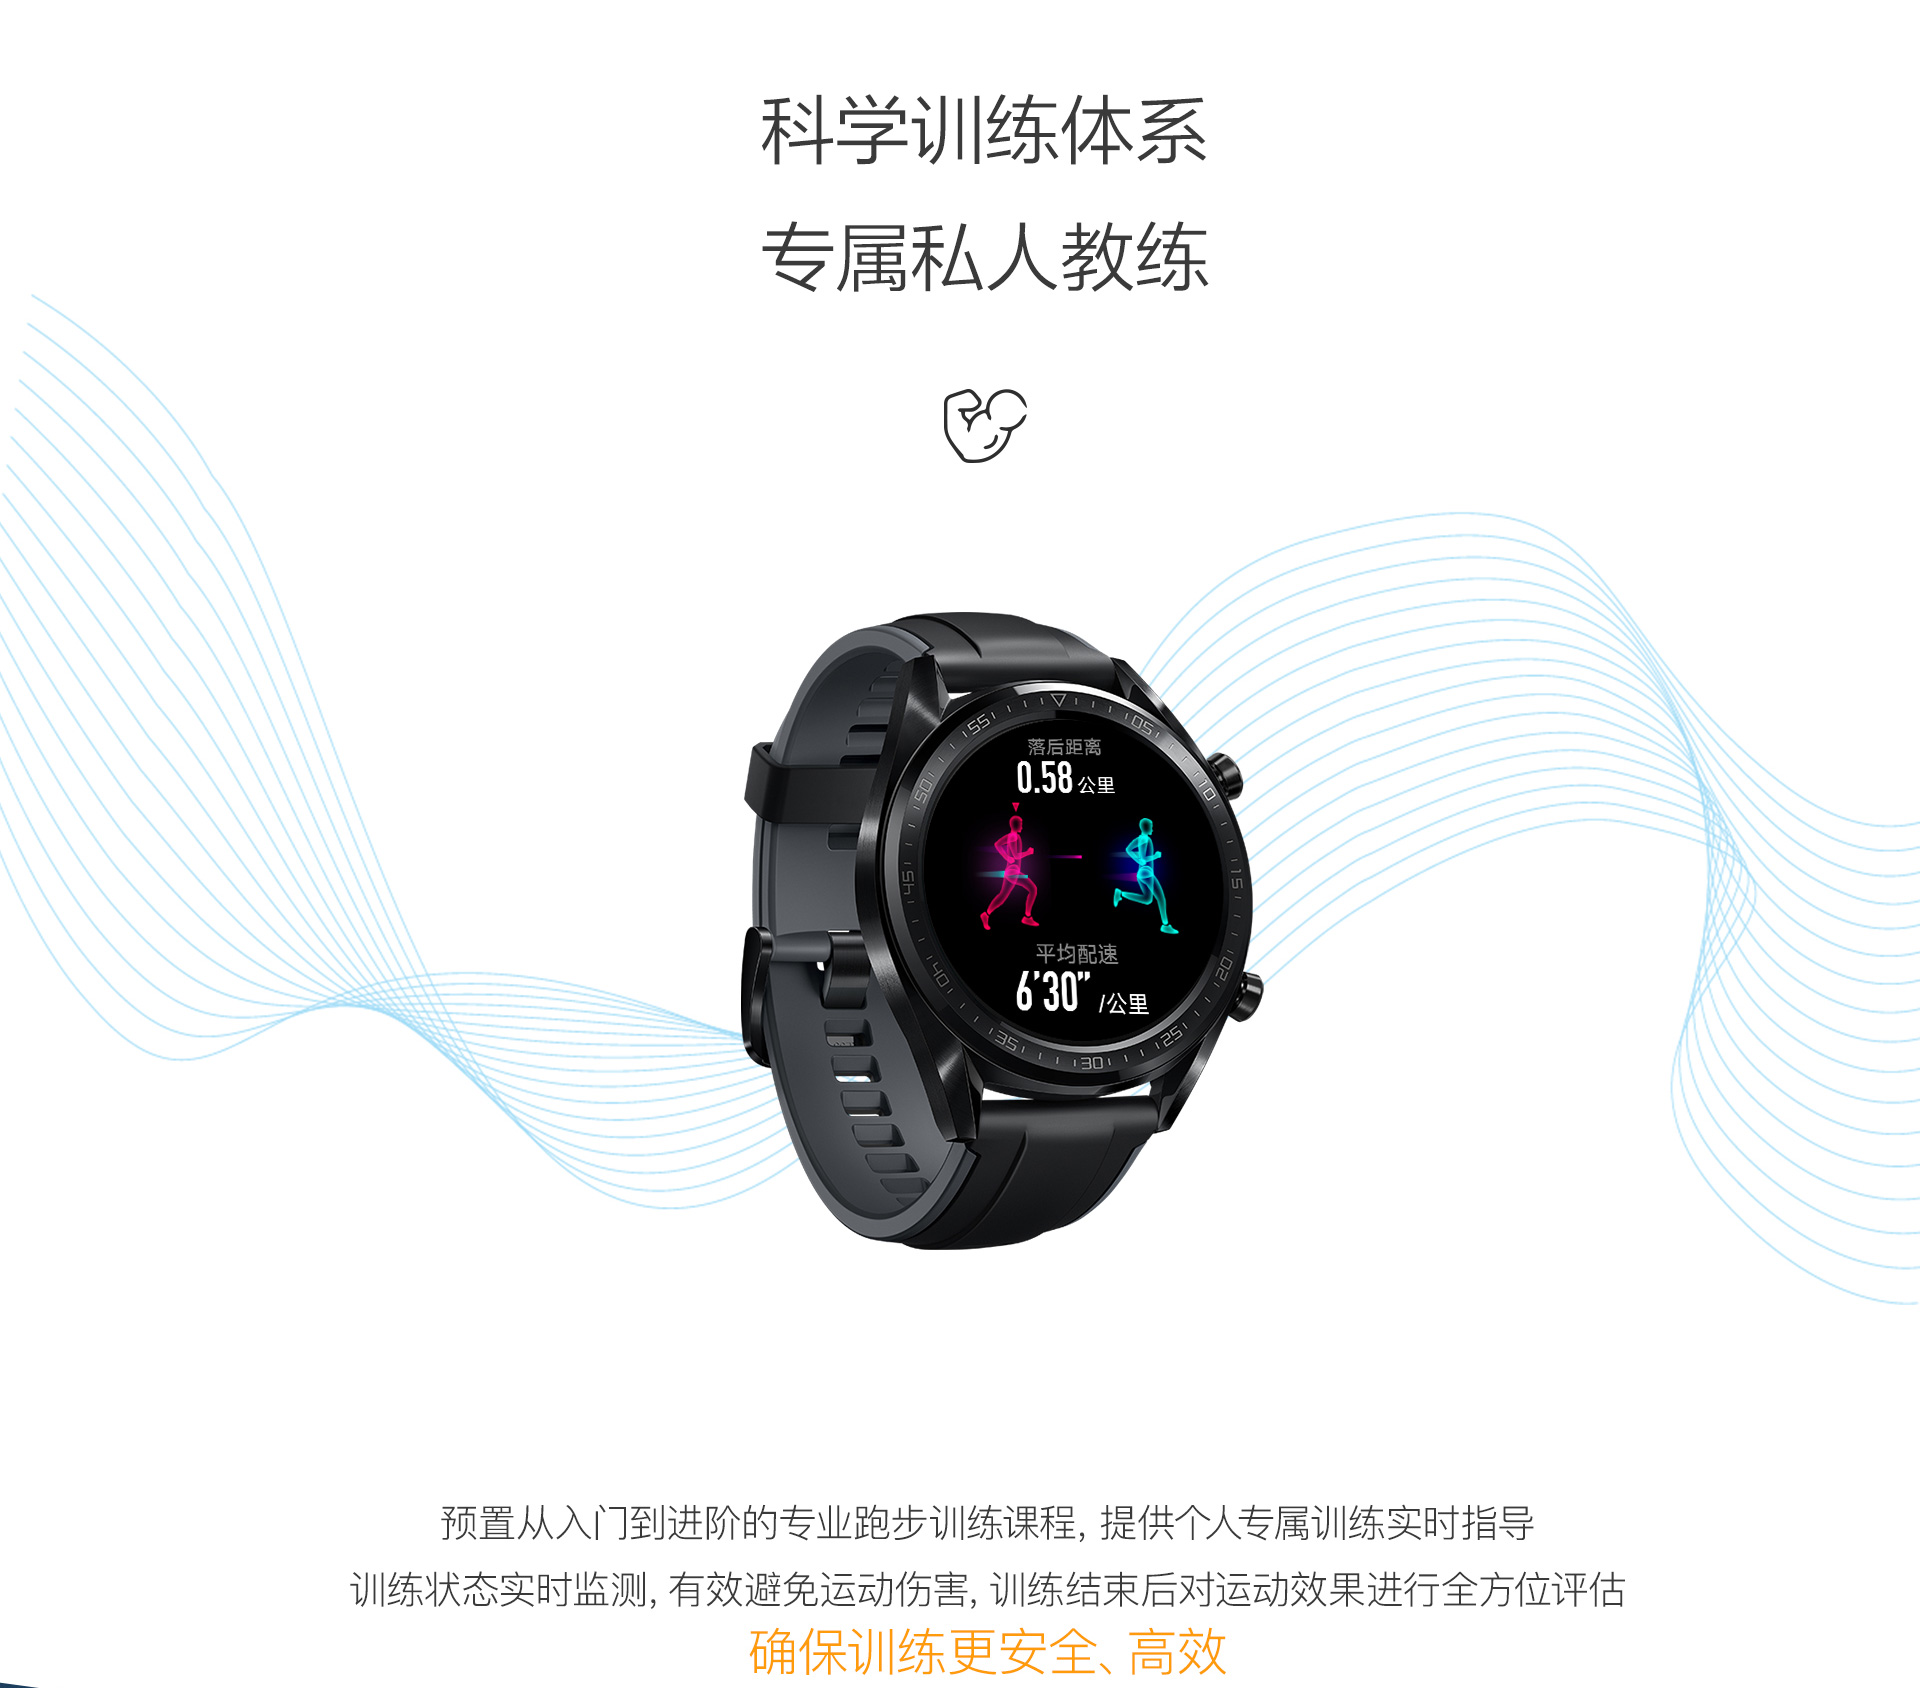 科学训练体系
专属私人教练
55
05
落后距离
50
0.58 公里
10
45
15
平均配速
40
20
6'30" /公里
35
25
30
预置从入门到进阶的专业跑步训练课程, 提供个人专属训练实时指导
训练状态实时监测, 有效避免运动伤害, 训练结束后对运动效果进行全方位评估
确保训练更安全、高效